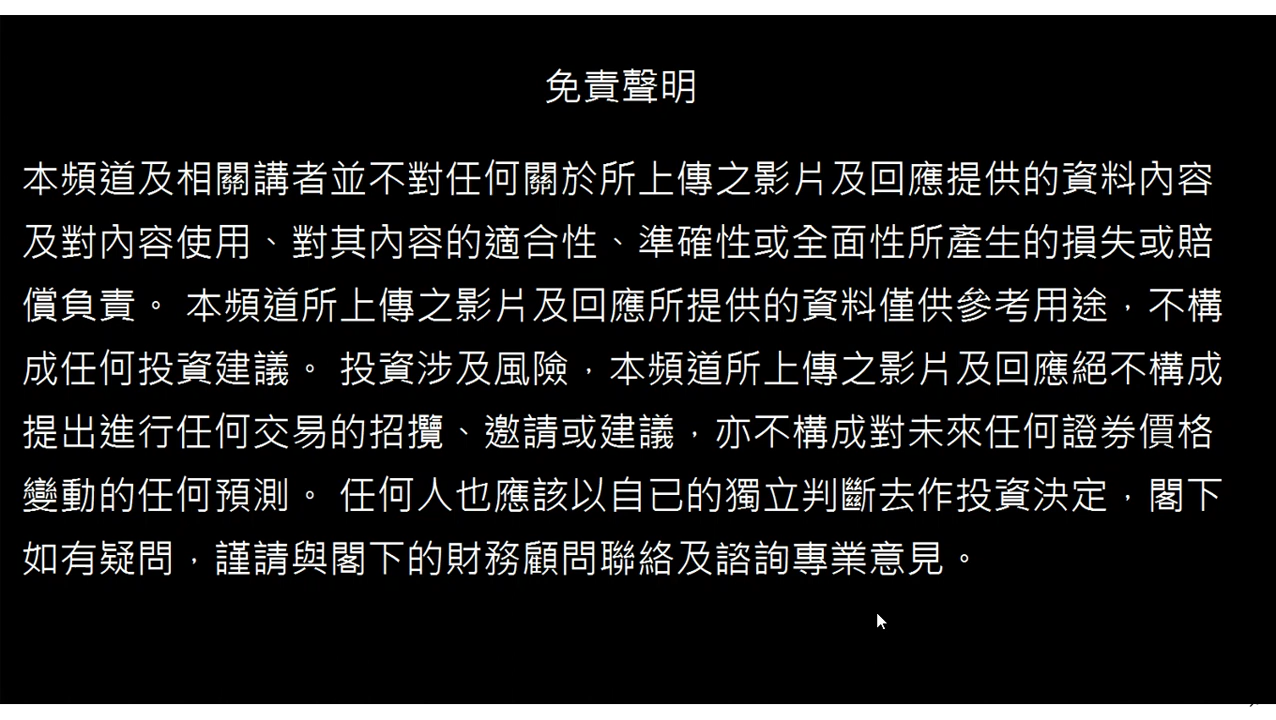 免責聲明
本頻道及相關講者並不對任何關於所上傳之影片及回應提供的資料內容
及對內容使用、對其內容的適合性、準確性或全面性所產生的損失或賠
償負責。 本頻道所上傳之影片及回應所提供的資料僅供參考用途，不構
成任何投資建議。 投資涉及風險，本頻道所上傳之影片及回應絕不構成
提出進行任何交易的招攬、邀請或建議，亦不構成對未來任何證券價格
變動的任何預測。 任何人也應該以自已的獨立判斷去作投資決定，閣下
如有疑問，謹請與閣下的財務顧問聯絡及諮詢專業意見。